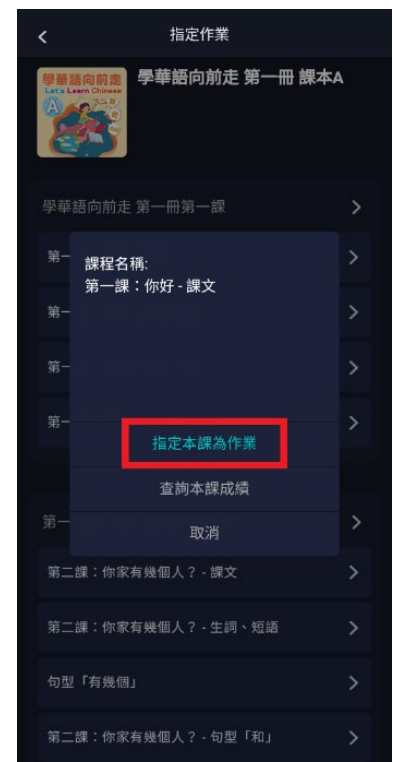 指定作業
學華語向前走
Let's Learn Chinese
A
學華語向前走 第一冊 課本A
學華語向前走 第一冊第一課
第一
課程名稱:
第一課：你好 - 課文
第一
第一
第一
指定本課為作業
查詢本課成績
第一
取消
第二課：你家有幾個人？ - 課文
第二課：你家有幾個人？ - 生詞、短語
句型「有幾個」
第二課：你家有幾個人？ - 句型「和」